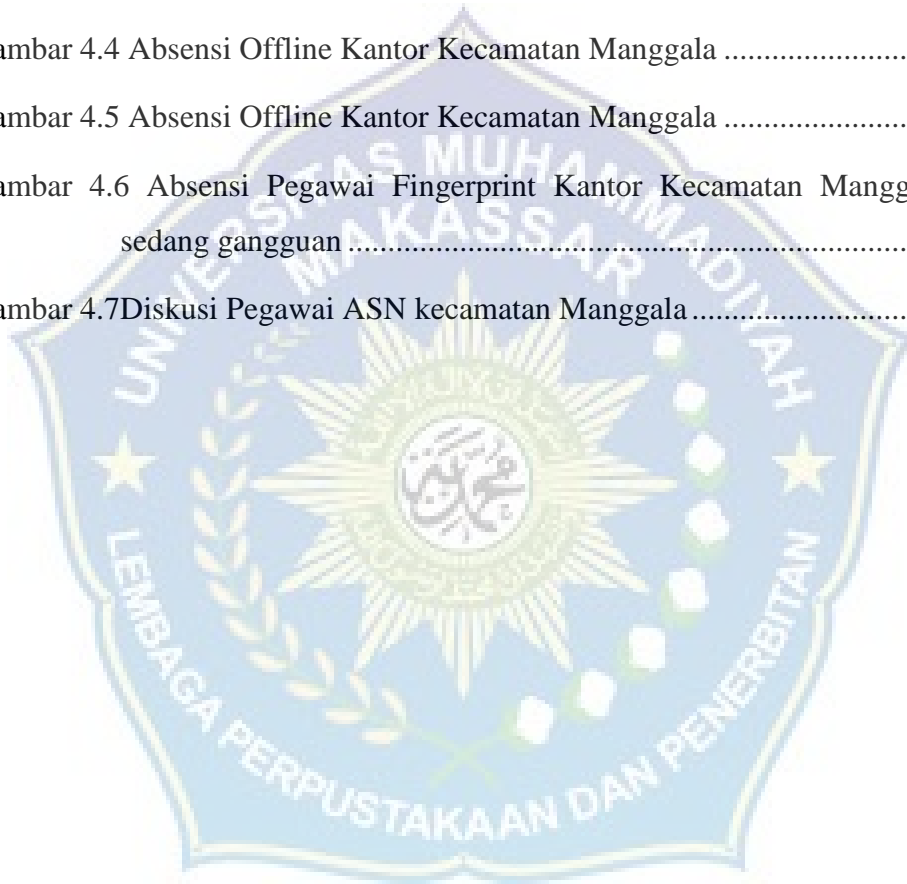 ambar 4.4 Absensi Offline Kantor Kecamatan Manggala .......................
ambar 4.5 Absensi Offline Kantor Kecamatan Manggala .......................
ambar 4.6 Absensi Pegawai Fingerprint Kantor Kecamatan Mangg
sedang gangguan ......................................................................
ambar 4.7Diskusi Pegawai ASN kecamatan Manggala ...........................
UNIVERSITAS MUHAMMADIYAH
MAKASSAR
LEMBAGA PERPUSTAKAAN DAN PENERBITAN